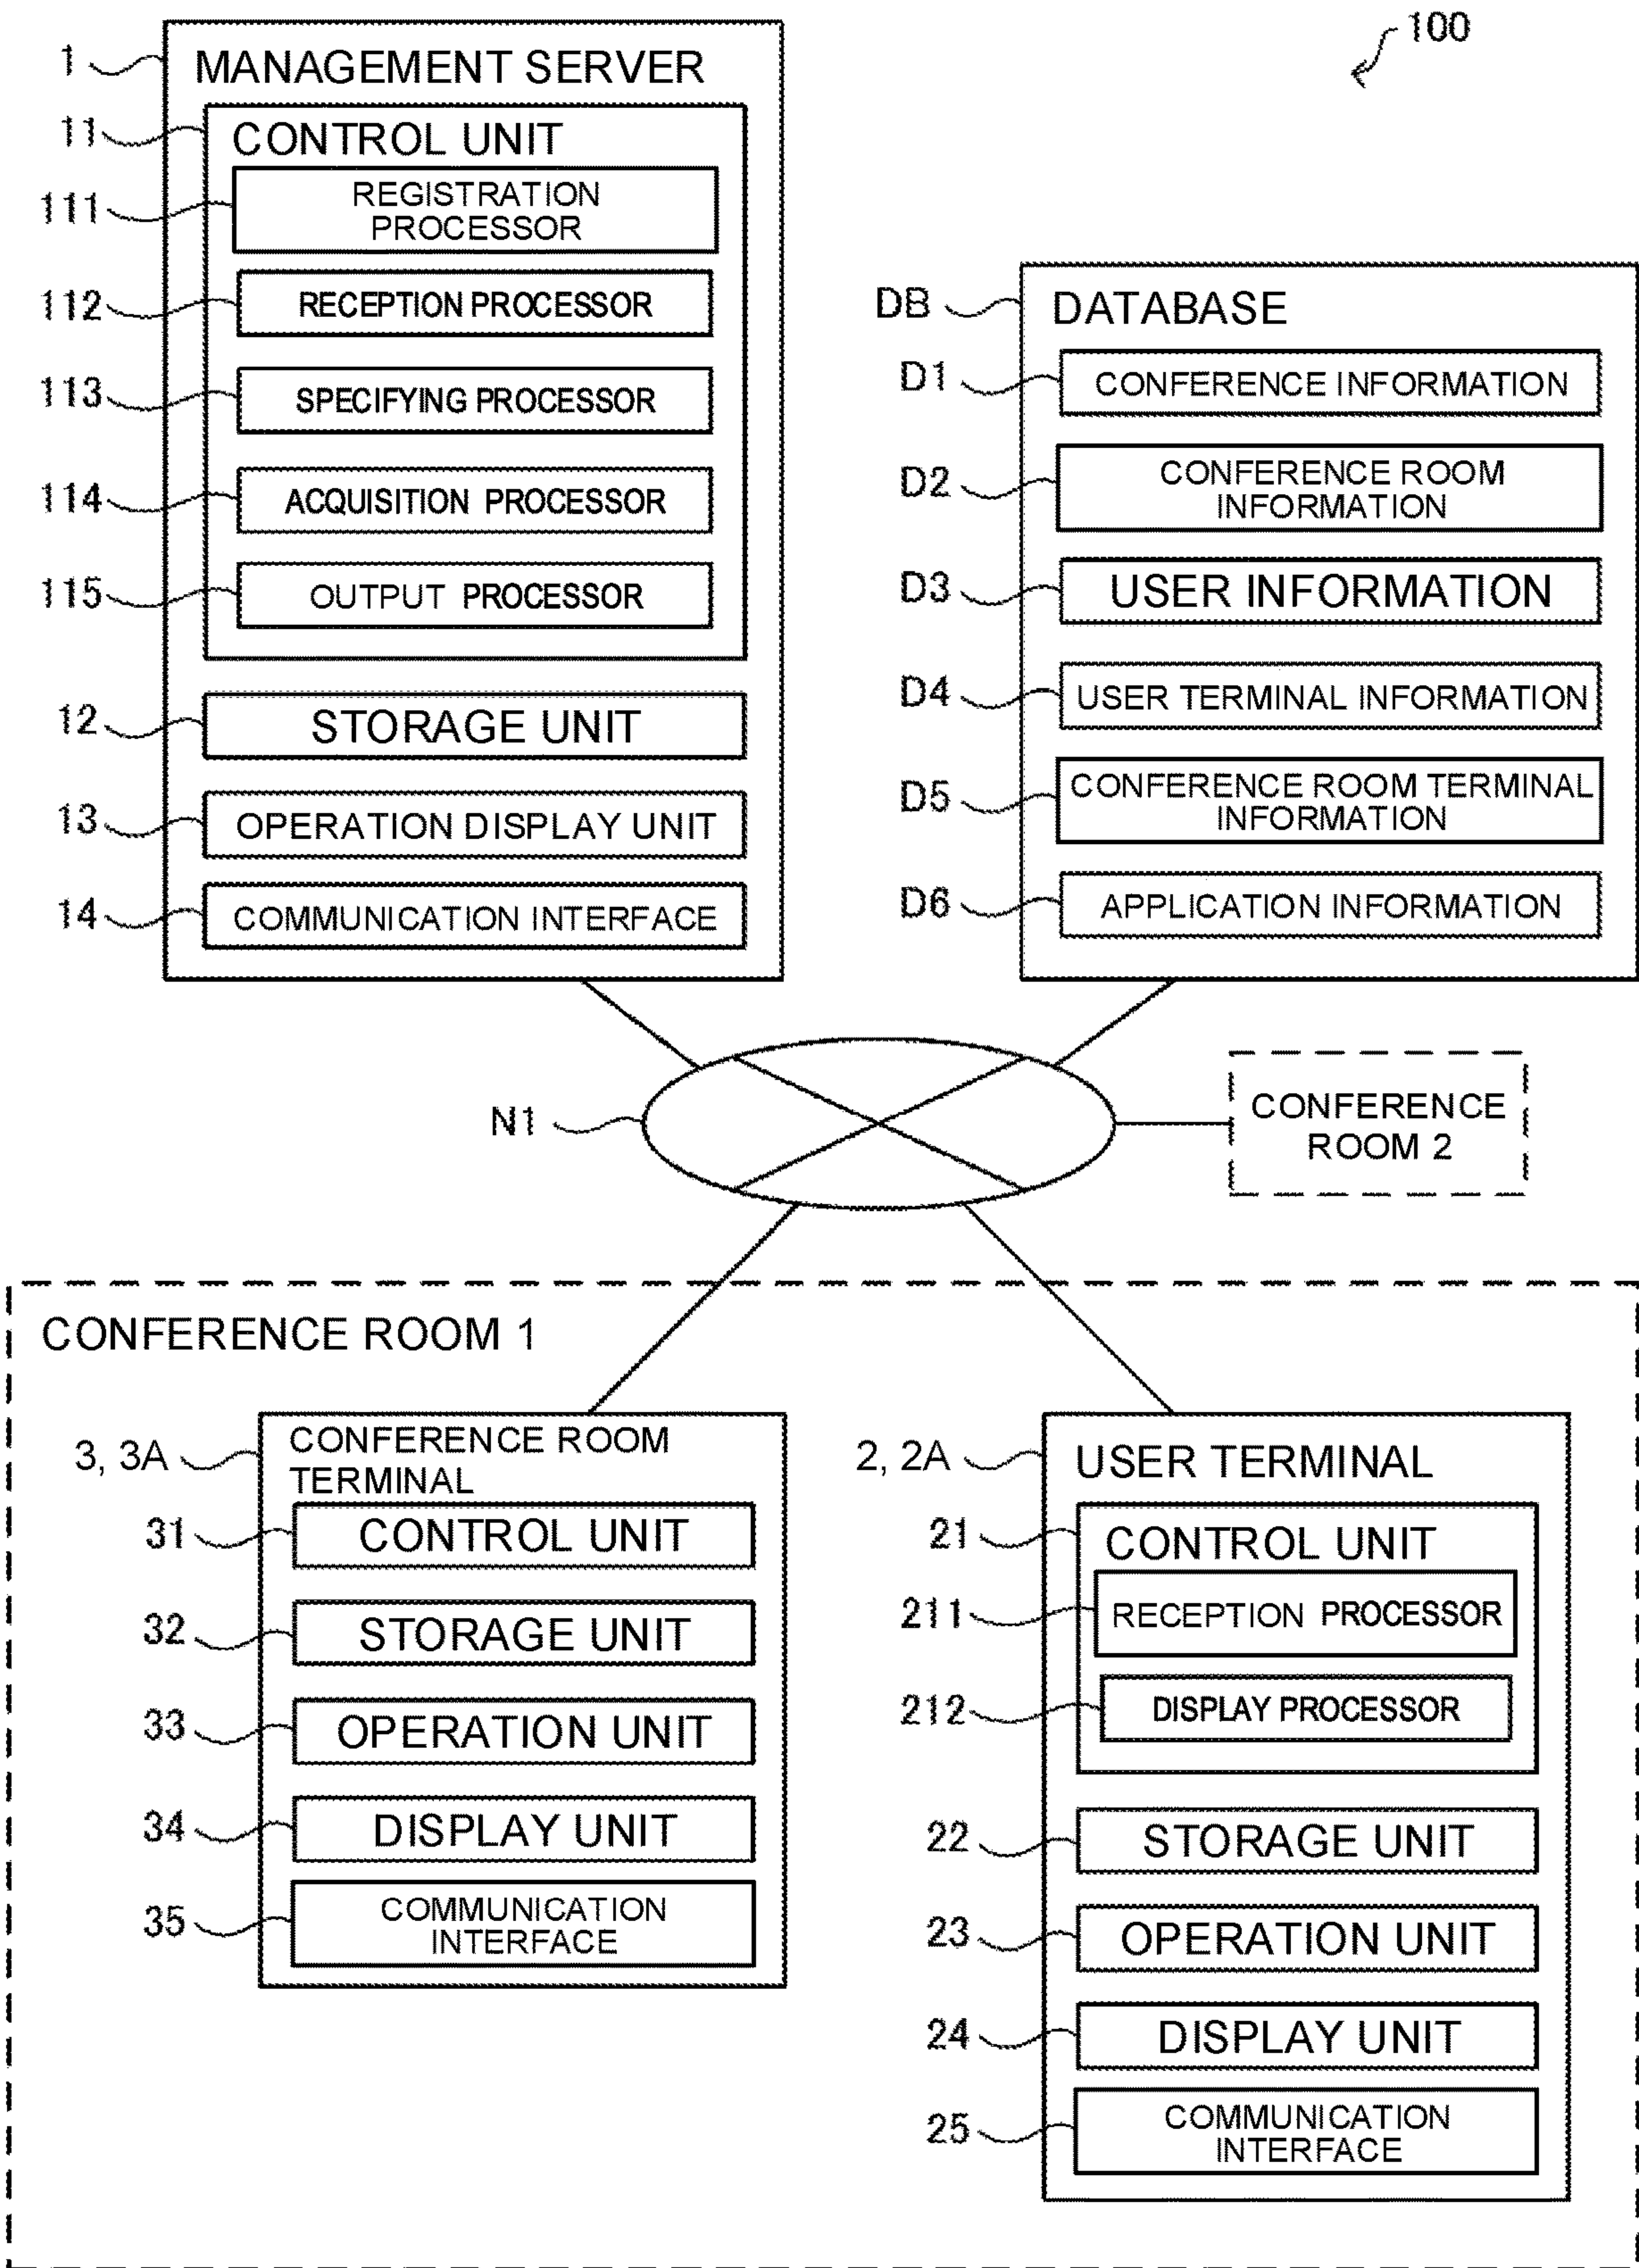 100
1
MANAGEMENT SERVER
11
CONTROL UNIT
111
REGISTRATION
PROCESSOR
112
RECEPTION PROCESSOR
113
SPECIFYING PROCESSOR
114
ACQUISITION PROCESSOR
115
OUTPUT PROCESSOR
12
STORAGE UNIT
13
OPERATION DISPLAY UNIT
14
COMMUNICATION INTERFACE
DB
DATABASE
D1
CONFERENCE INFORMATION
D2
CONFERENCE ROOM
INFORMATION
D3
USER INFORMATION
D4
USER TERMINAL INFORMATION
D5
CONFERENCE ROOM TERMINAL
INFORMATION
D6
APPLICATION INFORMATION
N1
CONFERENCE
ROOM 2
CONFERENCE ROOM 1
3, 3A
CONFERENCE ROOM
TERMINAL
31
CONTROL UNIT
32
STORAGE UNIT
33
OPERATION UNIT
34
DISPLAY UNIT
35
COMMUNICATION
INTERFACE
2, 2A
USER TERMINAL
21
CONTROL UNIT
211
RECEPTION PROCESSOR
212
DISPLAY PROCESSOR
22
STORAGE UNIT
23
OPERATION UNIT
24
DISPLAY UNIT
25
COMMUNICATION
INTERFACE